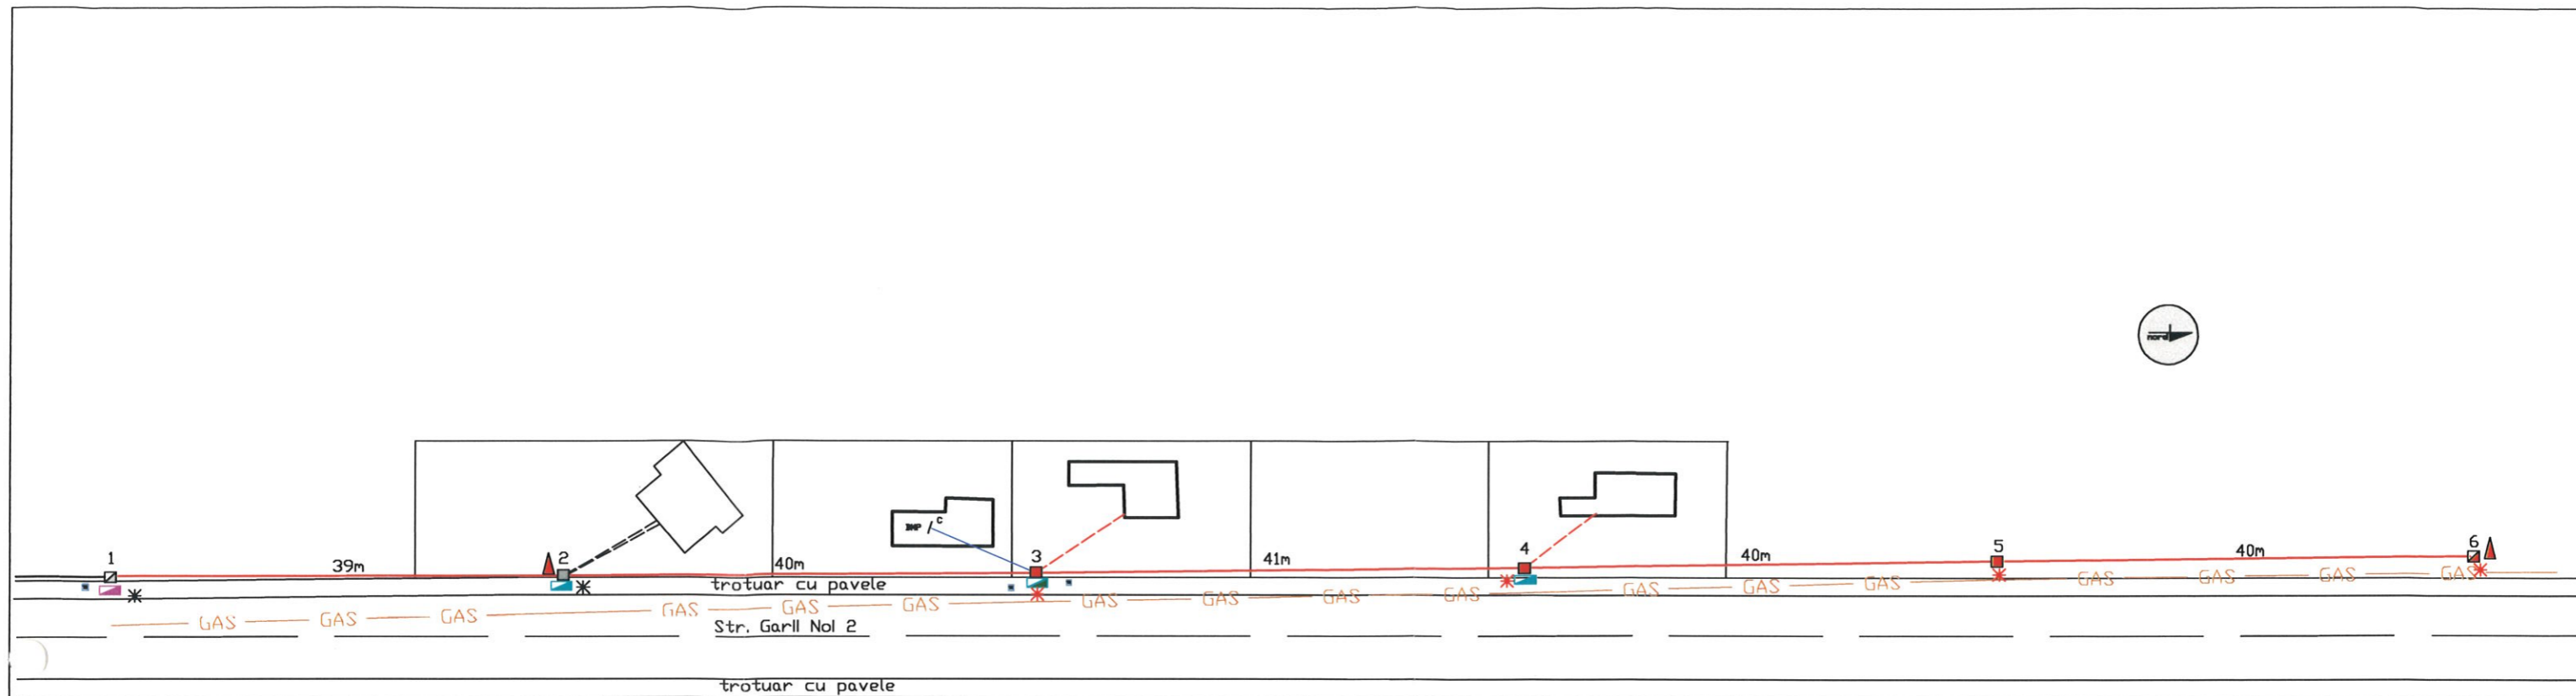 nord
IMP / C
1
39m
2
40m
3
41m
4
40m
5
40m
6
trotuar cu pavele
GAS GAS GAS GAS GAS GAS GAS GAS GAS GAS GAS GAS GAS GAS GAS GAS GAS
Str. Garll Nol 2
trotuar cu pavele